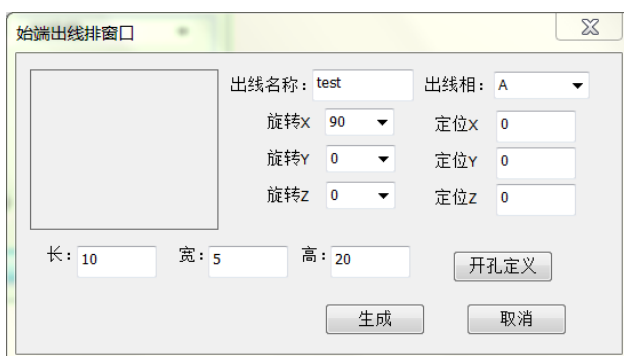 始端出线排窗口
出线名称：test 出线相：A
旋转X 90 定位X 0
旋转Y 0 定位Y 0
旋转Z 0 定位Z 0
长：10 宽：5 高：20
开孔定义
生成 取消